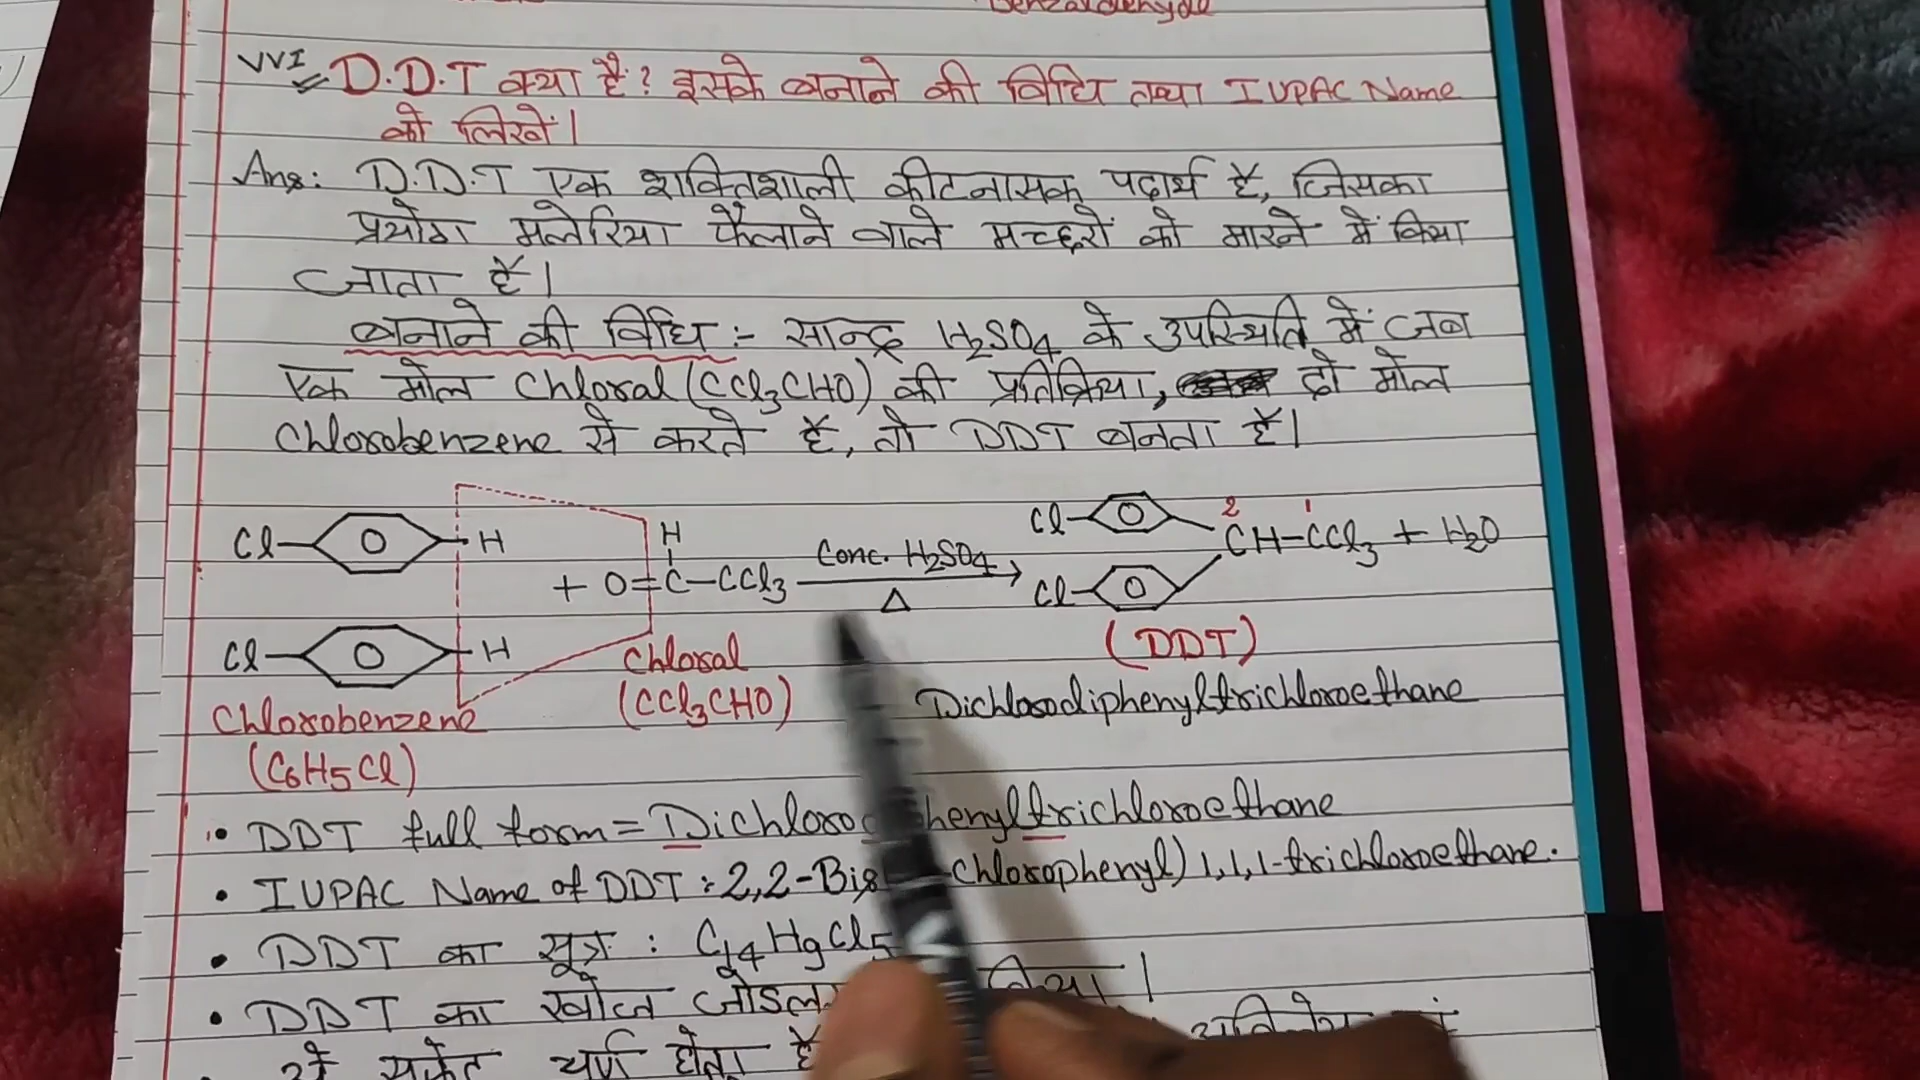 Benzaldehyde
VVI D.D.T क्या है? इसके बनाने की विधि तथा IUPAC Name
को लिखें।
Ans: D.D.T एक शक्तिशाली कीटनासक पदार्थ है, जिसका
प्रयोग मलेरिया फैलाने वाले मच्छरों को मारने में किया
जाता है।
बनाने की विधि :- सान्द्र H₂SO₄ के उपस्थिति में जब
एक मोल Chloral (CCl₃CHO) की प्रतिक्रिया, दो मोल
Chlorobenzene से करते है, तो DDT बनता है।
Cl H
+ O=C-CCl₃
H
Cl H
Conc. H₂SO₄
Δ
Cl
Cl
2 1
CH-CCl₃ + H₂O
Chlorobenzene
(C₆H₅Cl)
Chloral
(CCl₃CHO)
(DDT)
Dichlorodiphenyltrichloroethane
• DDT full form = Dichloro henyltrichloroethane
• IUPAC Name of DDT : 2,2-Bis Chlorophenyl) 1,1,1-trichloroethane.
• DDT का सूत्र : C₁₄H₉Cl₅
• DDT का खोज किया।
सफेद चूर्ण होता है